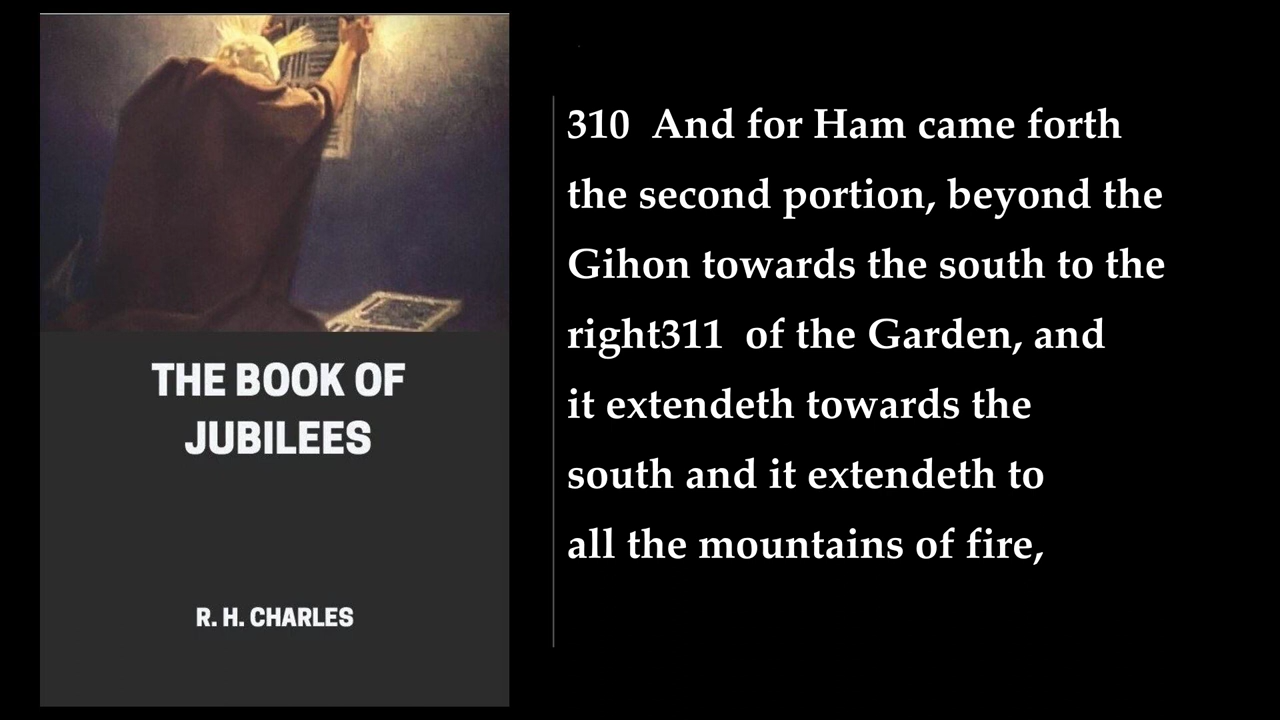 THE BOOK OF
JUBILEES
R. H. CHARLES
310 And for Ham came forth
the second portion, beyond the
Gihon towards the south to the
right311 of the Garden, and
it extendeth towards the
south and it extendeth to
all the mountains of fire,